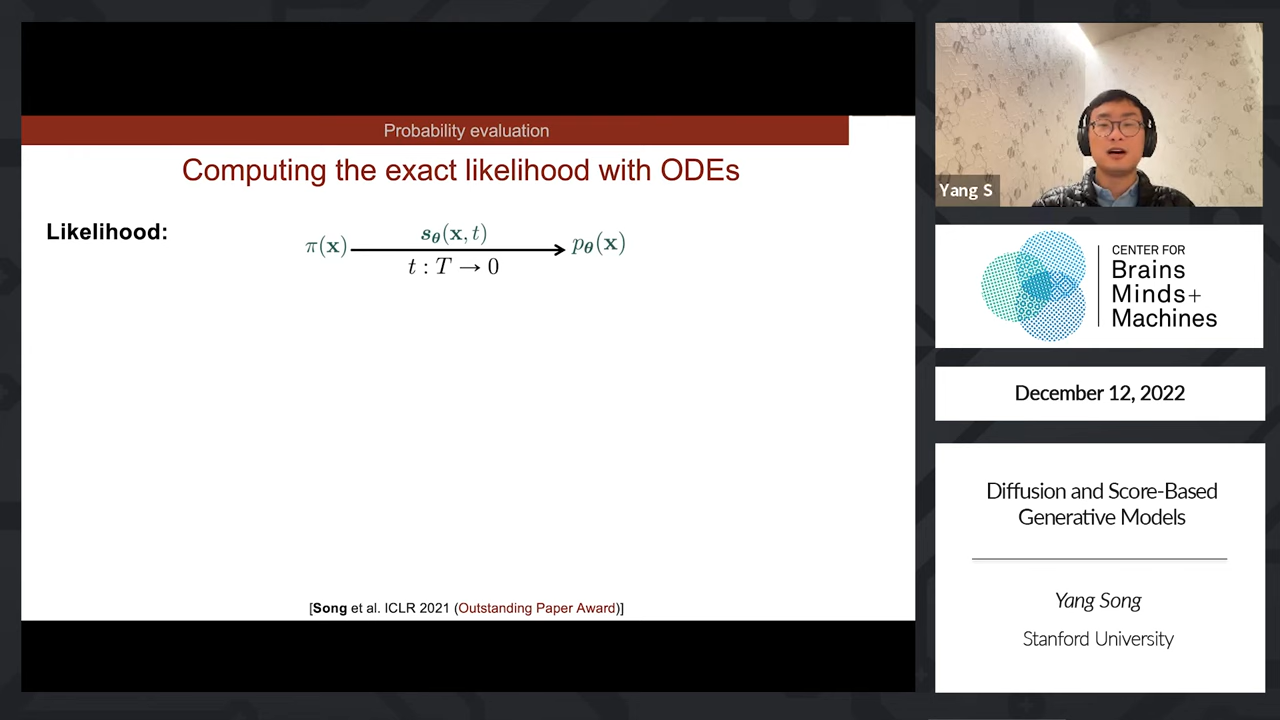 Probability evaluation
Computing the exact likelihood with ODEs
Likelihood:
π(x)
s_θ(x, t)
t : T → 0
p_θ(x)
[Song et al. ICLR 2021 (Outstanding Paper Award)]
Yang S
CENTER FOR
Brains
Minds+
Machines
December 12, 2022
Diffusion and Score-Based
Generative Models
Yang Song
Stanford University